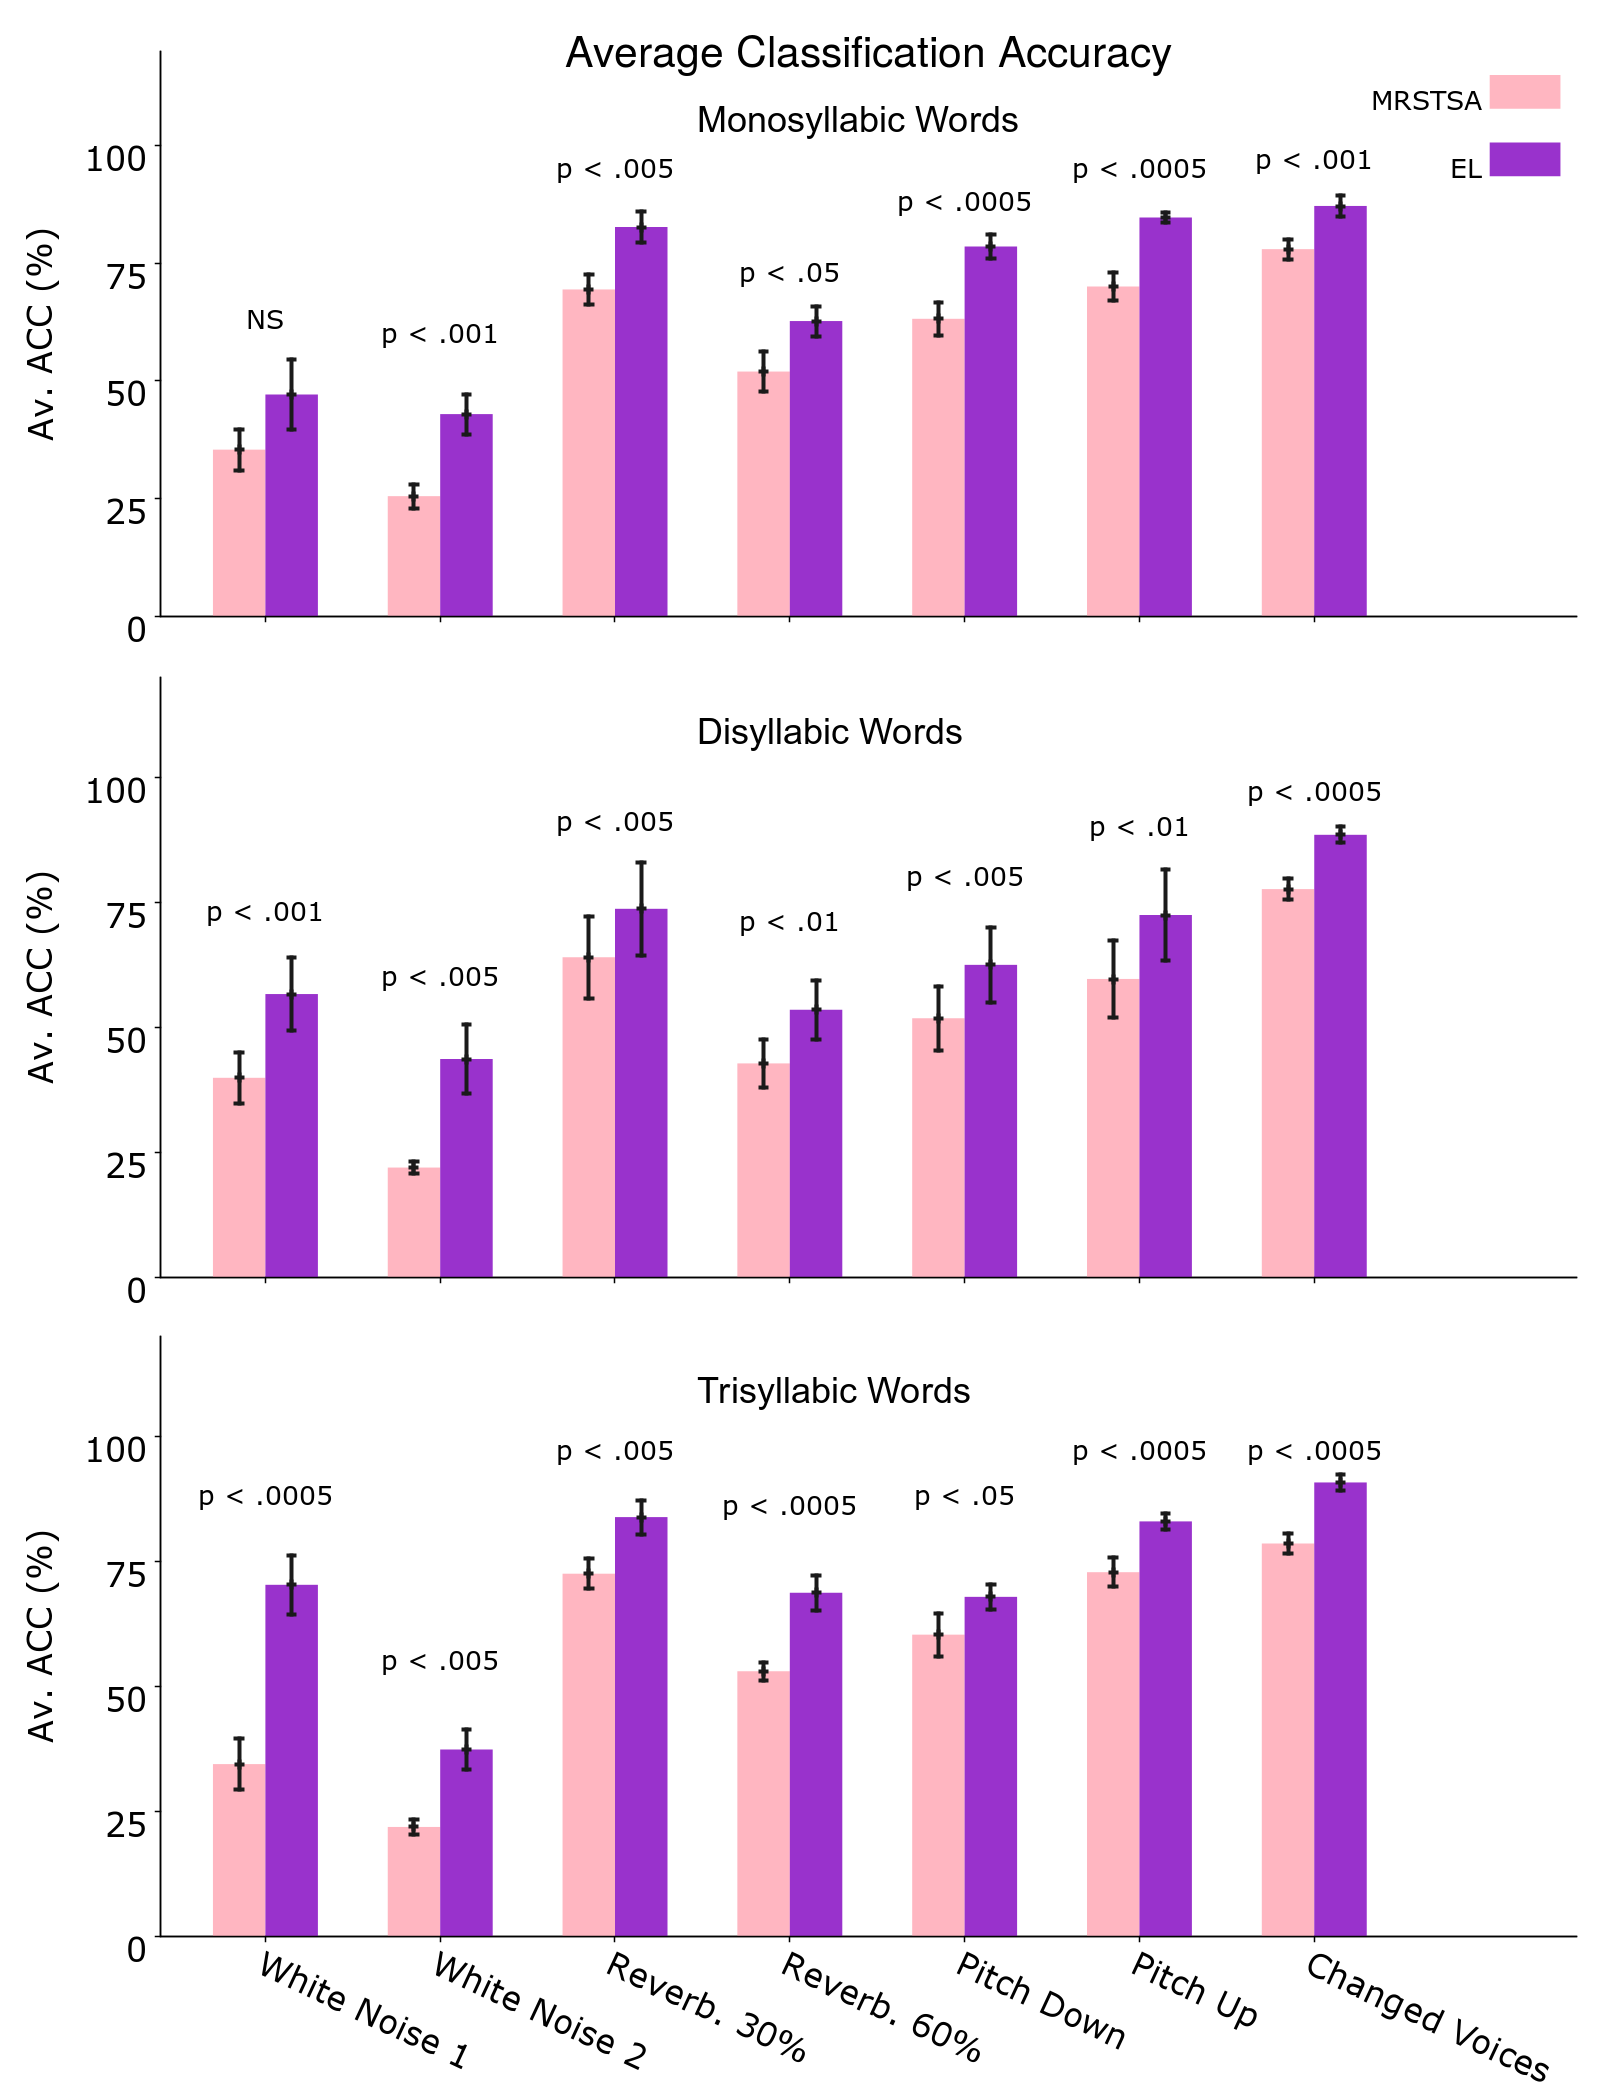 Average Classification Accuracy
MRSTSA
EL
Monosyllabic Words
Av. ACC (%)
100
75
50
25
0
NS
p < .001
p < .005
p < .05
p < .0005
p < .0005
p < .001
Disyllabic Words
Av. ACC (%)
100
75
50
25
0
p < .001
p < .005
p < .005
p < .01
p < .005
p < .01
p < .0005
Trisyllabic Words
Av. ACC (%)
100
75
50
25
0
p < .0005
p < .005
p < .005
p < .0005
p < .05
p < .0005
p < .0005
White Noise 1
White Noise 2
Reverb. 30%
Reverb. 60%
Pitch Down
Pitch Up
Changed Voices